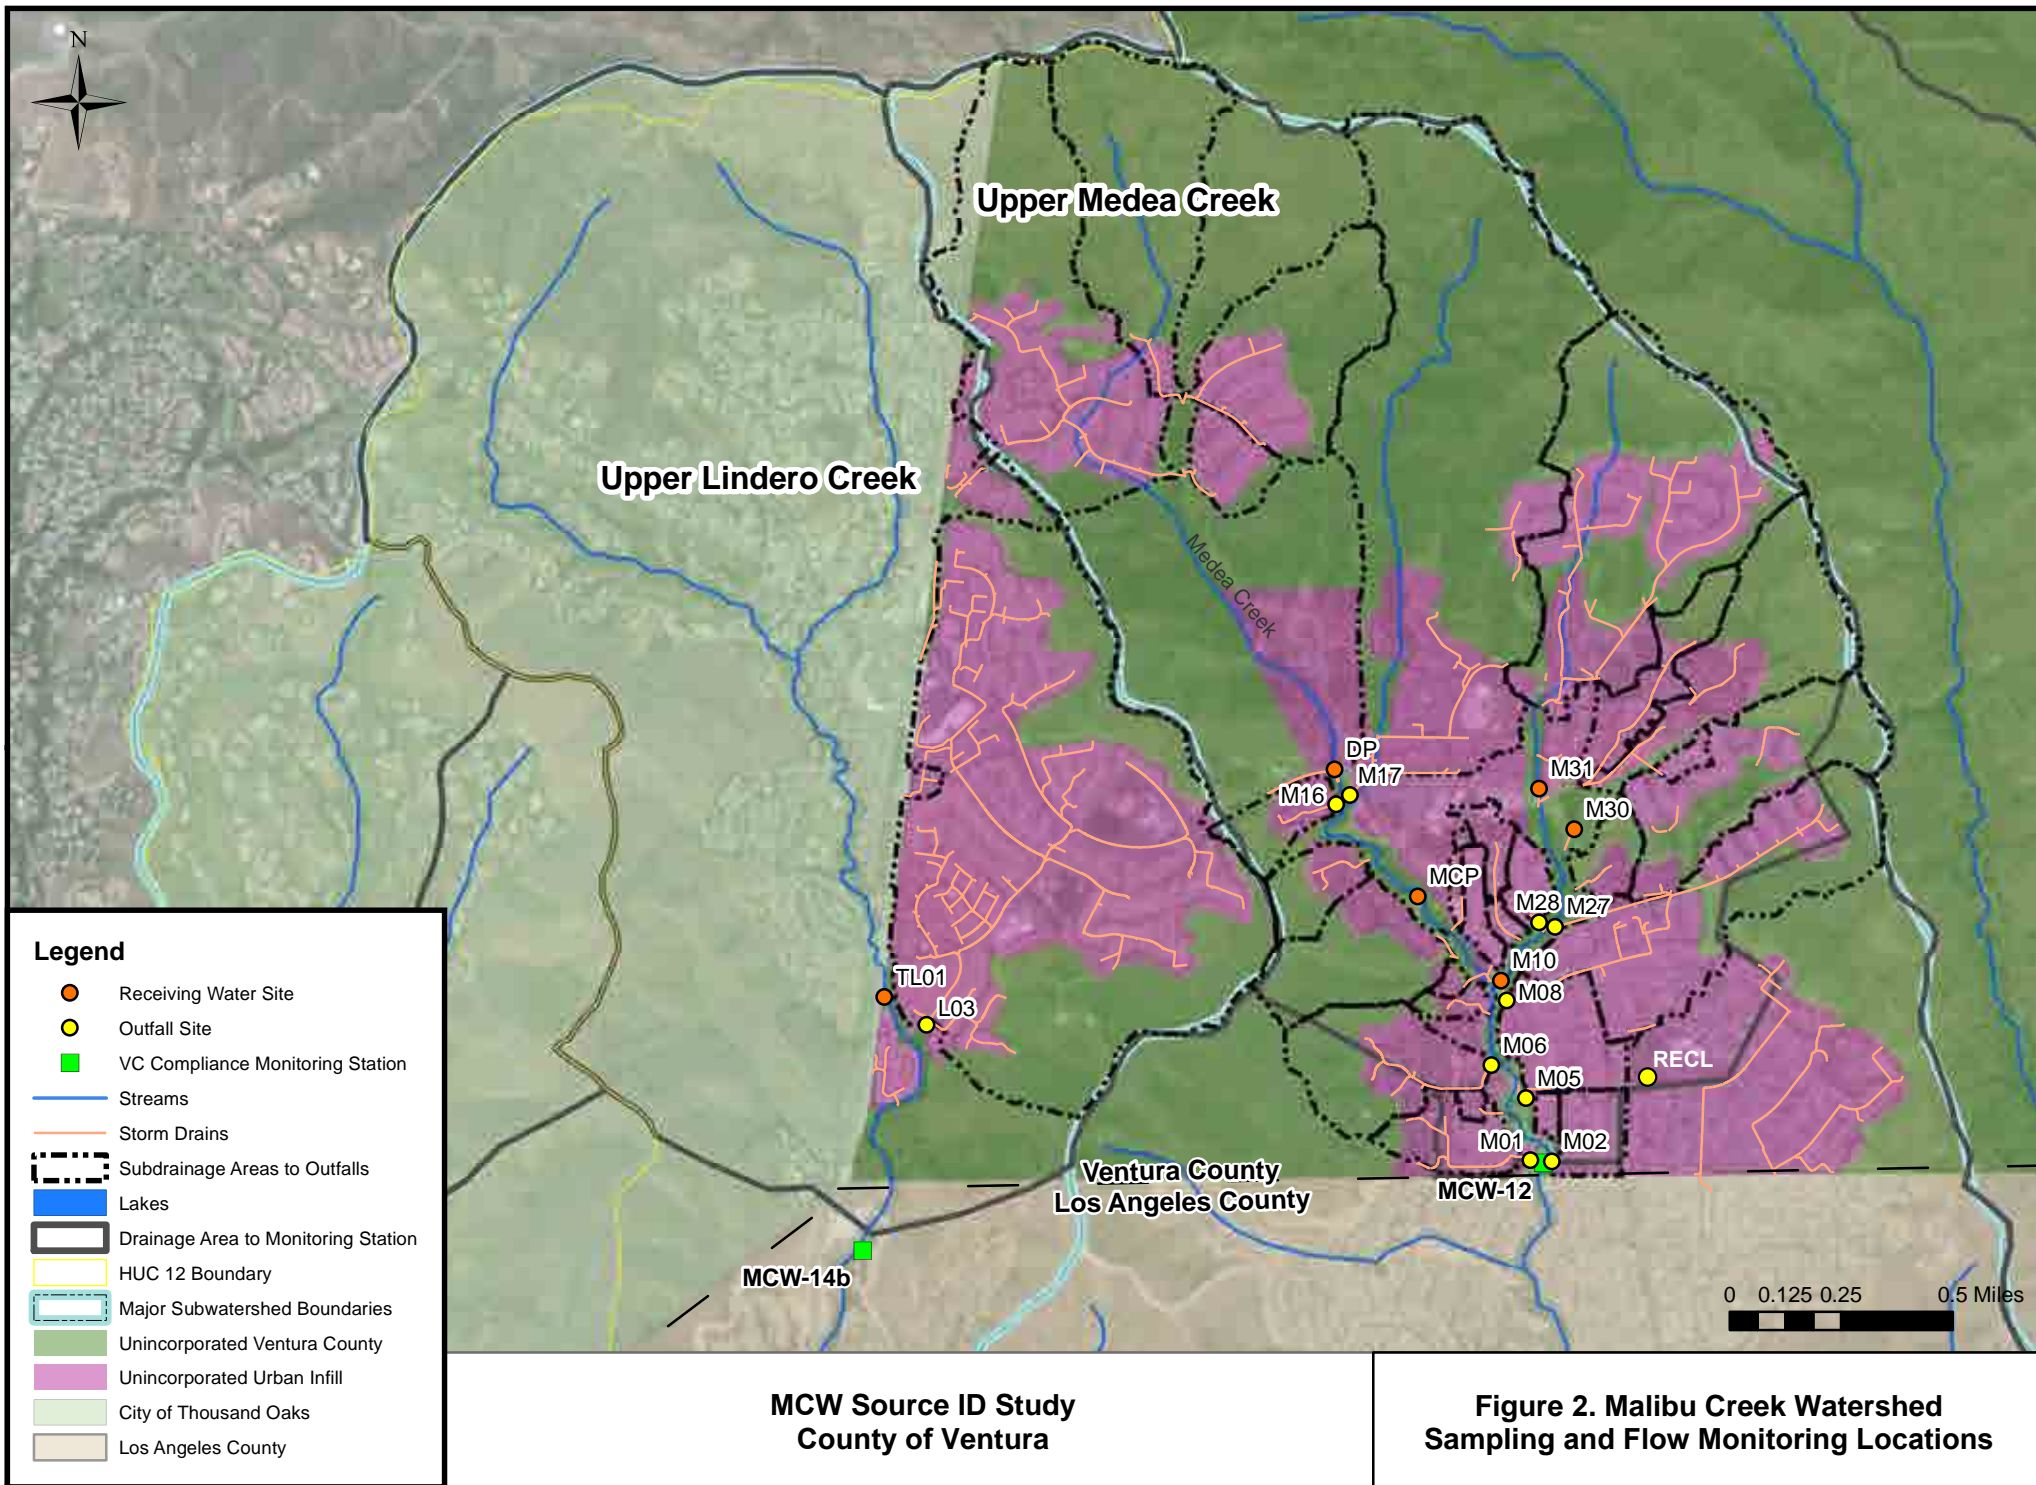 N
Upper Medea Creek
Upper Lindero Creek
Medea Creek
DP
M17
M16
M31
M30
MCP
M28
M27
M10
M08
TL01
L03
M06
M05
RECL
M01
M02
Ventura County
Los Angeles County
MCW-12
MCW-14b
0 0.125 0.25 0.5 Miles
Legend
Receiving Water Site
Outfall Site
VC Compliance Monitoring Station
Streams
Storm Drains
Subdrainage Areas to Outfalls
Lakes
Drainage Area to Monitoring Station
HUC 12 Boundary
Major Subwatershed Boundaries
Unincorporated Ventura County
Unincorporated Urban Infill
City of Thousand Oaks
Los Angeles County
MCW Source ID Study
County of Ventura
Figure 2. Malibu Creek Watershed
Sampling and Flow Monitoring Locations